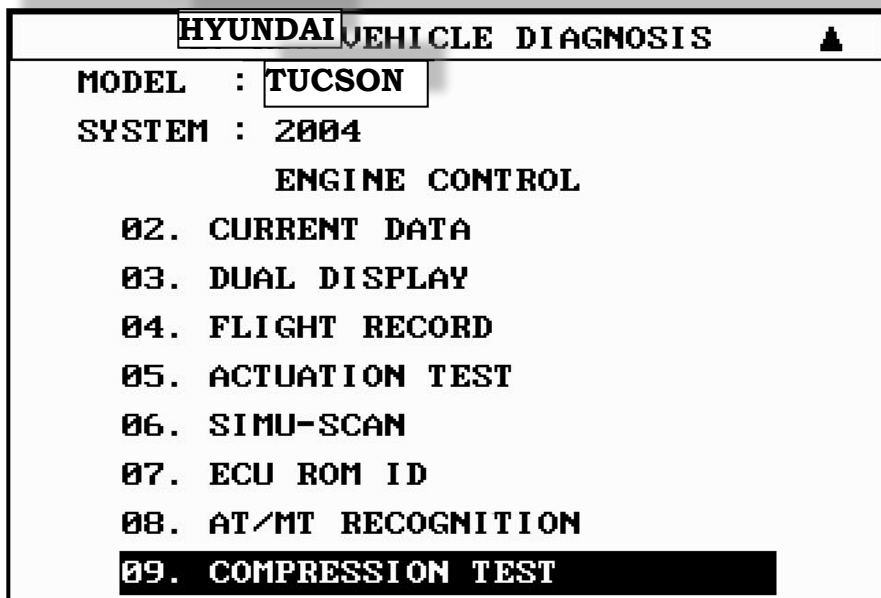 HYUNDAI VEHICLE DIAGNOSIS
MODEL : TUCSON
SYSTEM : 2004
ENGINE CONTROL
02. CURRENT DATA
03. DUAL DISPLAY
04. FLIGHT RECORD
05. ACTUATION TEST
06. SIMU-SCAN
07. ECU ROM ID
08. AT/MT RECOGNITION
09. COMPRESSION TEST